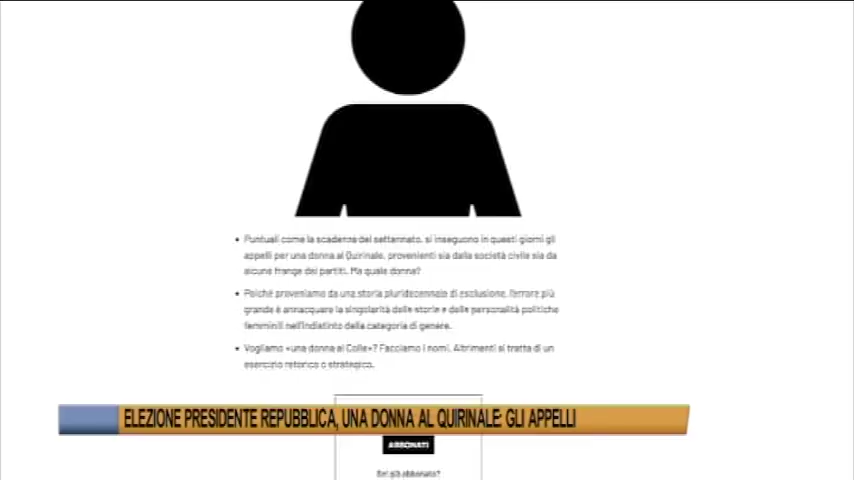 Puntuali come la scadenza del settennato, si inseguono in questi giorni gli
appelli per una donna al Quirinale, provenienti sia dalla società civile sia da
alcune frange dei partiti. Ma quale donna?
Poiché proveniamo da una storia pluridecennale di esclusione, l'errore più
grande è annacquare la singolarità delle storie e delle personalità politiche
femminili nell'indistinto della categoria di genere.
Vogliamo «una donna al Colle»? Facciamo i nomi. Altrimenti si tratta di un
esercizio retorico o strategico.
ELEZIONE PRESIDENTE REPUBBLICA, UNA DONNA AL QUIRINALE: GLI APPELLI
ABBONATI
Sei già abbonato?